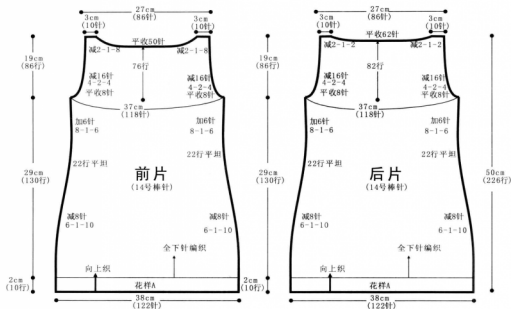 27cm
(86针)
3cm
(10针)
3cm
(10针)
平收50针
减2-1-8
减2-1-8
76行
19cm
(86行)
减16针
4-2-4
平收8针
减16针
4-2-4
平收8针
37cm
(118针)
加6针
8-1-6
加6针
8-1-6
22行平坦
22行平坦
前片
(14号棒针)
29cm
(130行)
减8针
6-1-10
减8针
6-1-10
全下针编织
向上织
2cm
(10行)
花样A
38cm
(122针)
27cm
(86针)
3cm
(10针)
3cm
(10针)
平收62针
减2-1-2
减2-1-2
82行
19cm
(86行)
减16针
4-2-4
平收8针
减16针
4-2-4
平收8针
37cm
(118针)
加6针
8-1-6
加6针
8-1-6
22行平坦
22行平坦
后片
(14号棒针)
29cm
(130行)
50cm
(226行)
减8针
6-1-10
减8针
6-1-10
全下针编织
向上织
2cm
(10行)
花样A
38cm
(122针)